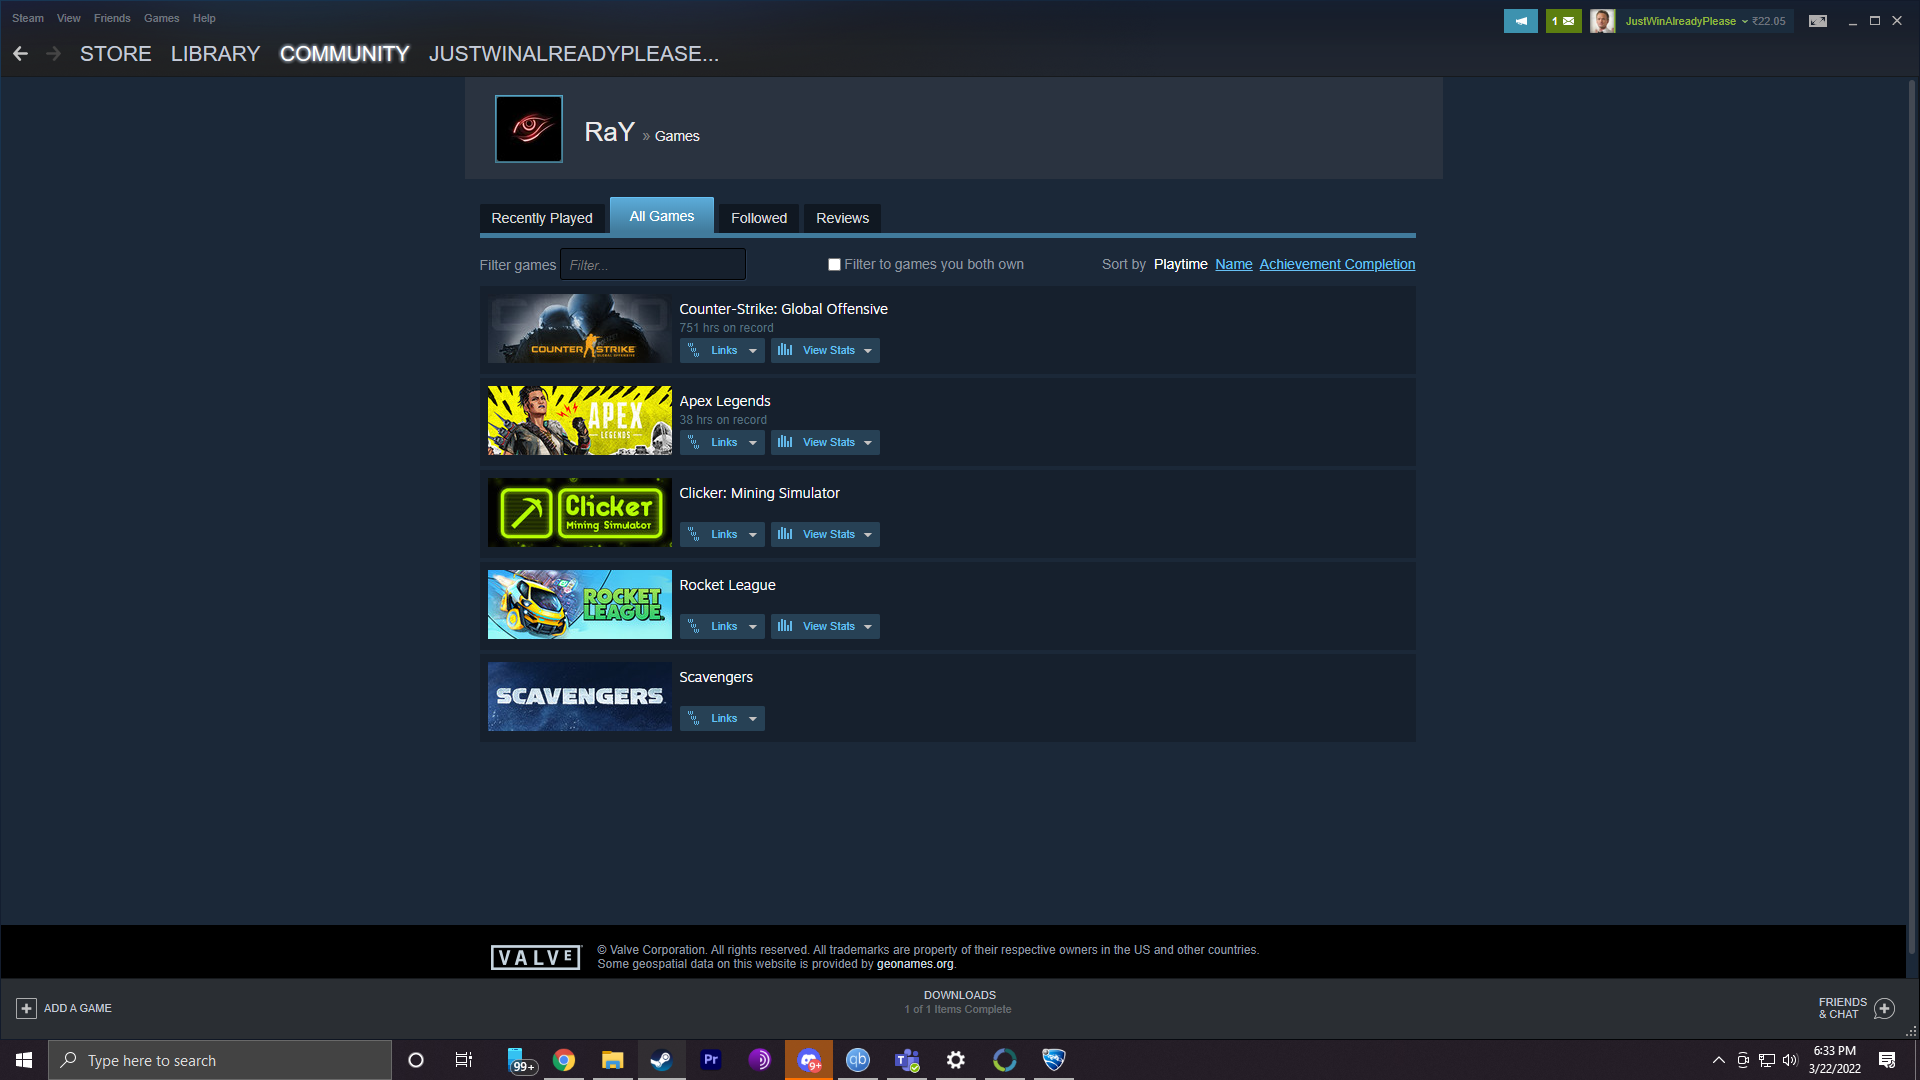 Steam View Friends Games Help
1
JustWinAlreadyPlease ₹22.05
STORE LIBRARY COMMUNITY JUSTWINALREADYPLEASE...
RaY » Games
Recently Played All Games Followed Reviews
Filter games Filter... Filter to games you both own Sort by Playtime Name Achievement Completion
COUNTER STRIKE
GLOBAL OFFENSIVE
Counter-Strike: Global Offensive
751 hrs on record
Links View Stats
APEX
LEGENDS
Apex Legends
38 hrs on record
Links View Stats
Clicker
Mining Simulator
Clicker: Mining Simulator
Links View Stats
ROCKET
LEAGUE
Rocket League
Links View Stats
SCAVENGERS
Scavengers
Links
VALVE
© Valve Corporation. All rights reserved. All trademarks are property of their respective owners in the US and other countries.
Some geospatial data on this website is provided by geonames.org.
ADD A GAME
DOWNLOADS
1 of 1 Items Complete
FRIENDS
& CHAT
Type here to search
99+
Pr
9+
qb
T
6:33 PM
3/22/2022